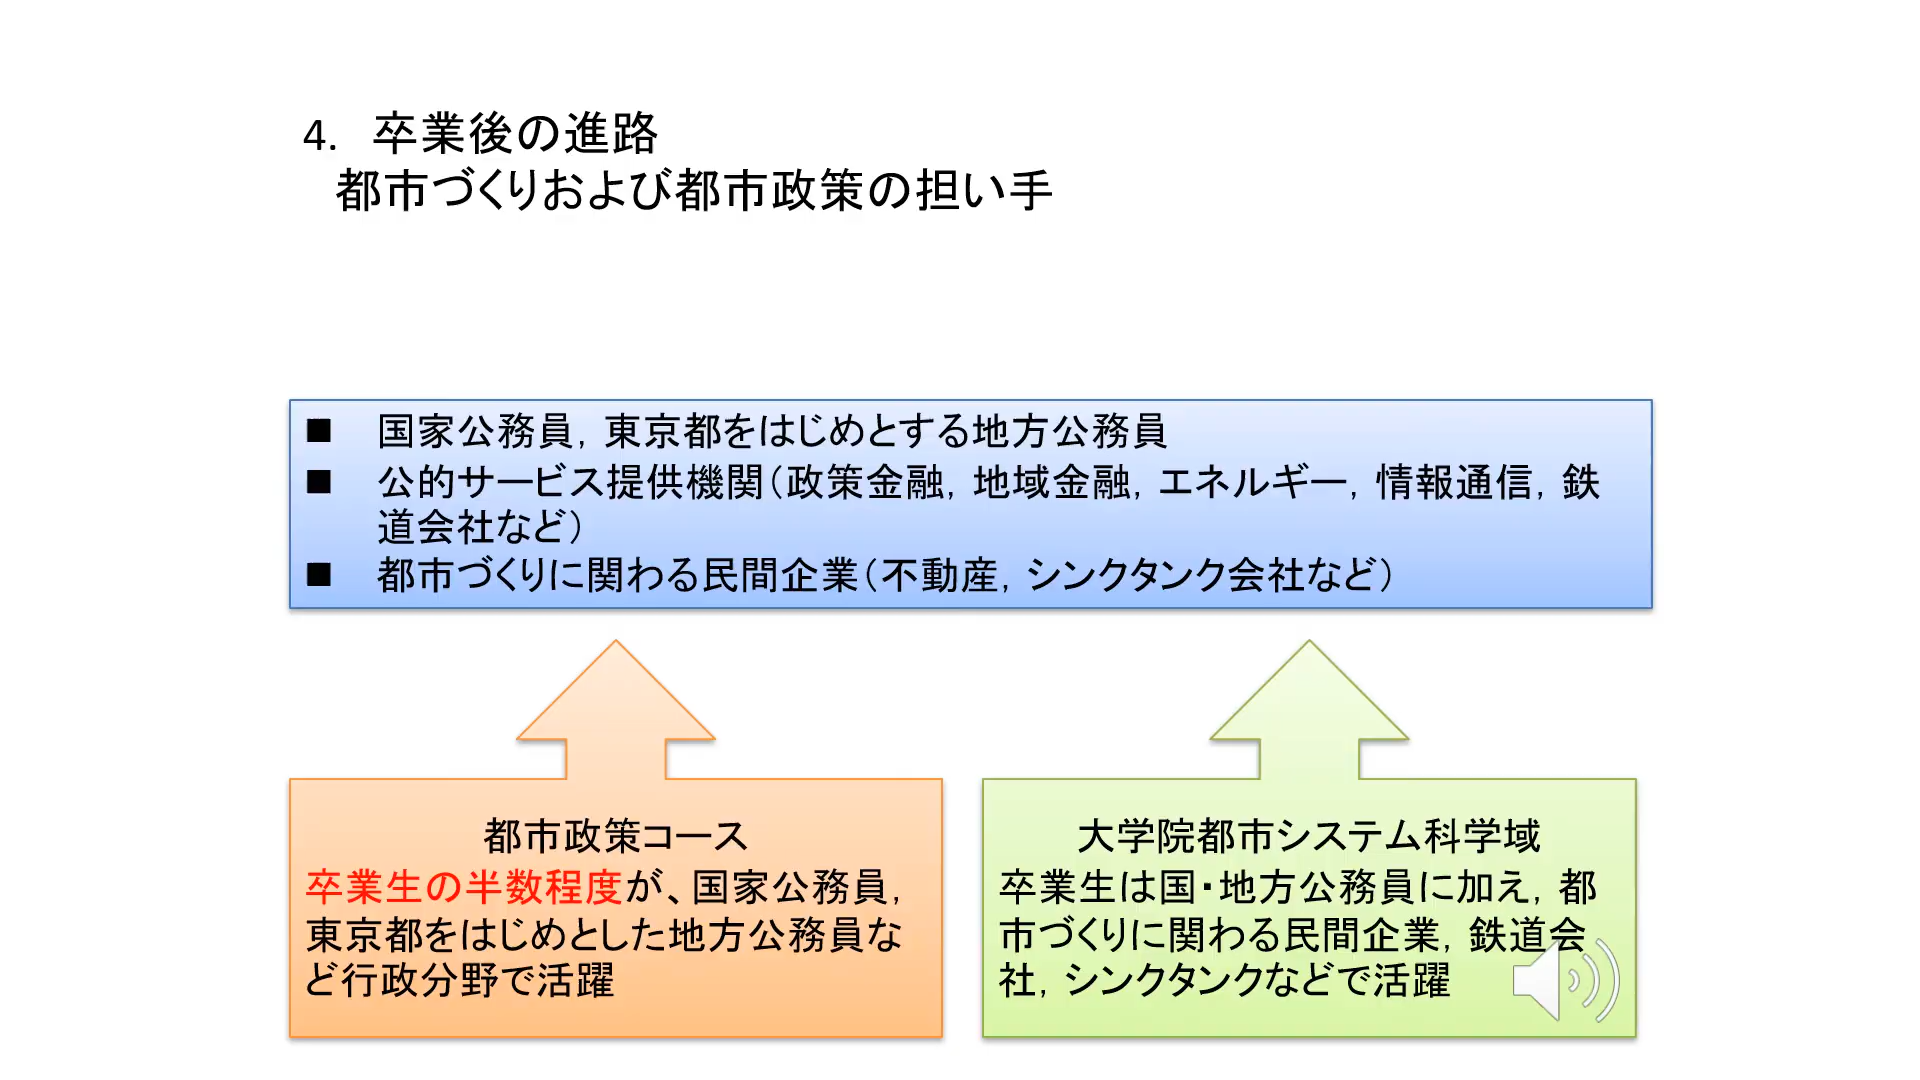 4. 卒業後の進路
都市づくりおよび都市政策の担い手
■ 国家公務員，東京都をはじめとする地方公務員
■ 公的サービス提供機関（政策金融，地域金融，エネルギー，情報通信，鉄
道会社など）
■ 都市づくりに関わる民間企業（不動産，シンクタンク会社など）
都市政策コース
卒業生の半数程度が、国家公務員，
東京都をはじめとした地方公務員な
ど行政分野で活躍
大学院都市システム科学域
卒業生は国・地方公務員に加え，都
市づくりに関わる民間企業，鉄道会
社，シンクタンクなどで活躍